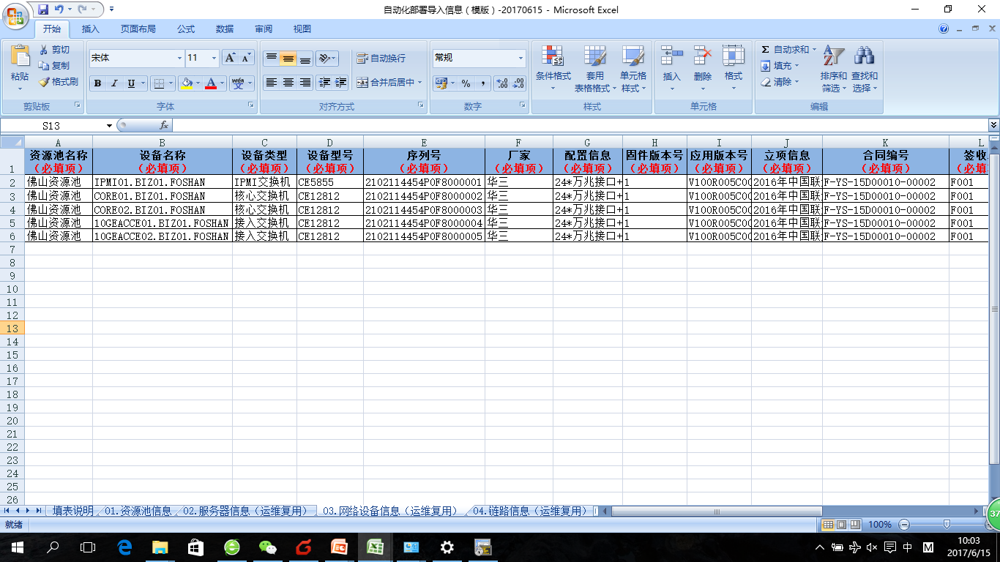 自动化部署导入信息（模版）-20170615 - Microsoft Excel
开始 插入 页面布局 公式 数据 审阅 视图
粘贴 剪切 复制 格式刷 剪贴板
宋体 11 B I U wén 字体
自动换行 合并后居中 对齐方式
常规 % , 数字
条件格式 套用表格格式 单元格样式 样式
插入 删除 格式 单元格
Σ 自动求和 填充 清除 排序和筛选 查找和选择 编辑
S13 fx
A B C D E F G H I J K L
1 资源池名称（必填项） 设备名称（必填项） 设备类型（必填项） 设备型号（必填项） 序列号（必填项） 厂家（必填项） 配置信息（必填项） 固件版本号（必填项） 应用版本号（必填项） 立项信息（必填项） 合同编号（必填项） 签收（必填
2 佛山资源池 IPMI01.BIZ01.FOSHAN IPMI交换机 CE5855 2102114454P0F8000001 华三 24*万兆接口+ 1 V100R005C00 2016年中国联 F-YS-15D00010-00002 F001
3 佛山资源池 CORE01.BIZ01.FOSHAN 核心交换机 CE12812 2102114454P0F8000002 华三 24*万兆接口+ 1 V100R005C00 2016年中国联 F-YS-15D00010-00002 F001
4 佛山资源池 CORE02.BIZ01.FOSHAN 核心交换机 CE12812 2102114454P0F8000003 华三 24*万兆接口+ 1 V100R005C00 2016年中国联 F-YS-15D00010-00002 F001
5 佛山资源池 10GEACCE01.BIZ01.FOSHAN 接入交换机 CE12812 2102114454P0F8000004 华三 24*万兆接口+ 1 V100R005C00 2016年中国联 F-YS-15D00010-00002 F001
6 佛山资源池 10GEACCE02.BIZ01.FOSHAN 接入交换机 CE12812 2102114454P0F8000005 华三 24*万兆接口+ 1 V100R005C00 2016年中国联 F-YS-15D00010-00002 F001
7
8
9
10
11
12
13
14
15
16
17
18
19
20
21
22
23
24
25
26
填表说明 01.资源池信息 02.服务器信息（运维复用） 03.网络设备信息（运维复用） 04.链路信息（运维复用）
37
就绪 100%
中 M 10:03
2017/6/15